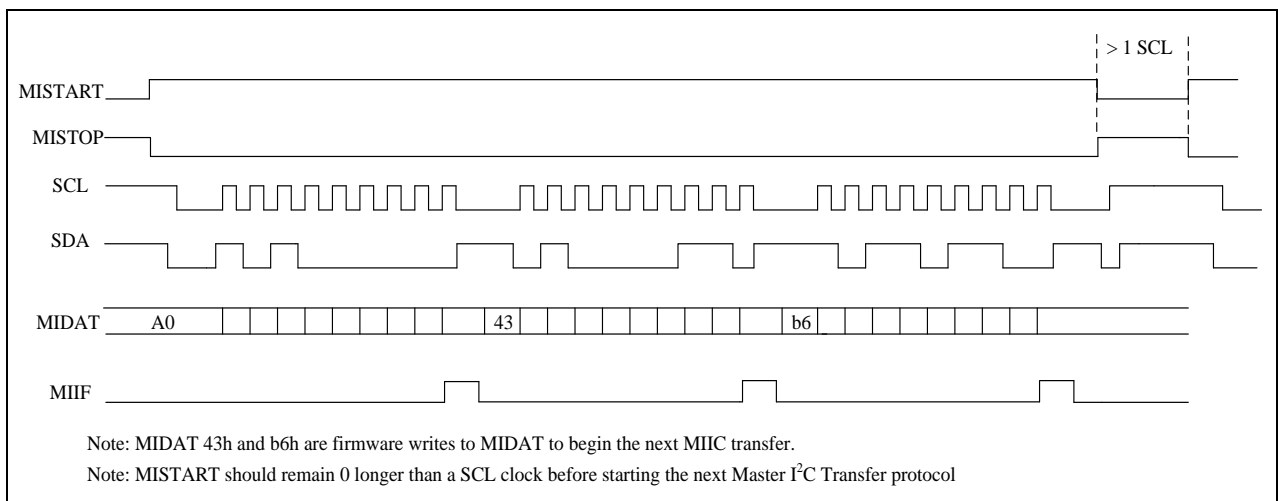 > 1 SCL
MISTART
MISTOP
SCL
SDA
MIDAT A0 43 b6
MIIF
Note: MIDAT 43h and b6h are firmware writes to MIDAT to begin the next MIIC transfer.
Note: MISTART should remain 0 longer than a SCL clock before starting the next Master I²C Transfer protocol